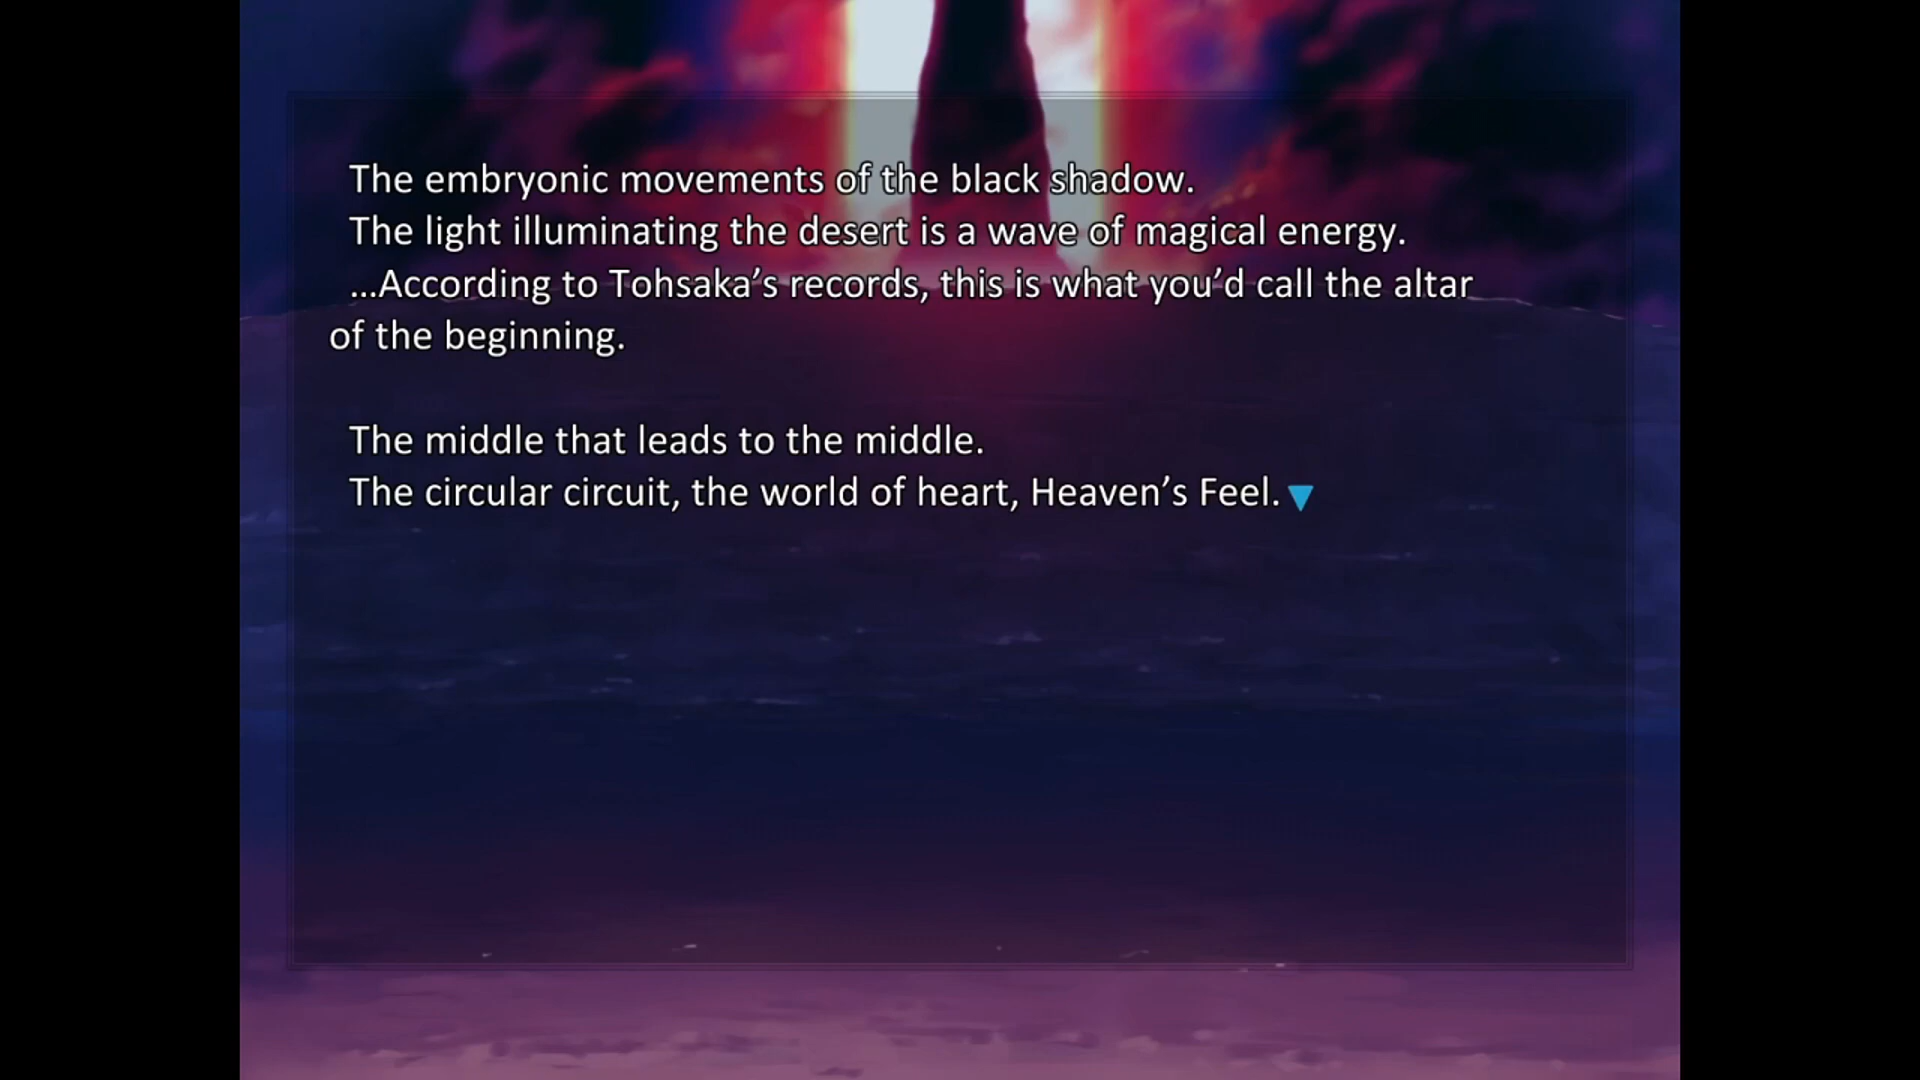 The embryonic movements of the black shadow.
The light illuminating the desert is a wave of magical energy.
...According to Tohsaka’s records, this is what you’d call the altar
of the beginning.
The middle that leads to the middle.
The circular circuit, the world of heart, Heaven’s Feel.